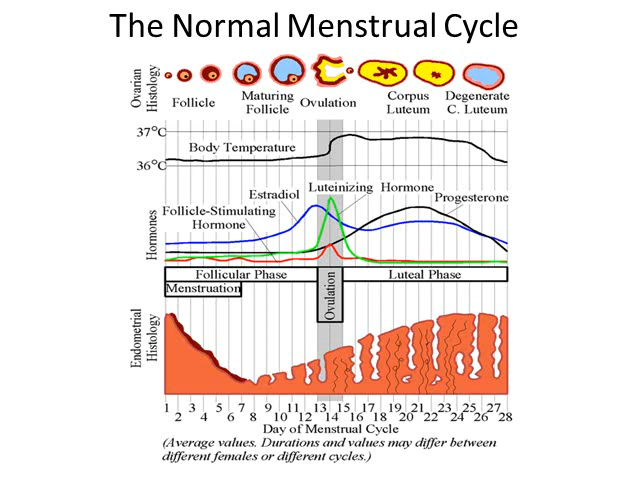 The Normal Menstrual Cycle
Ovarian
Histology
Follicle
Maturing
Follicle
Ovulation
Corpus
Luteum
Degenerate
C. Luteum
37°C
Body Temperature
36°C
Hormones
Estradiol
Luteinizing Hormone
Progesterone
Follicle-Stimulating
Hormone
Follicular Phase
Ovulation
Luteal Phase
Menstruation
Endometrial
Histology
1 3 5 7 9 11 13 15 17 19 21 23 25 27
2 4 6 8 10 12 14 16 18 20 22 24 26 28
Day of Menstrual Cycle
(Average values. Durations and values may differ between
different females or different cycles.)